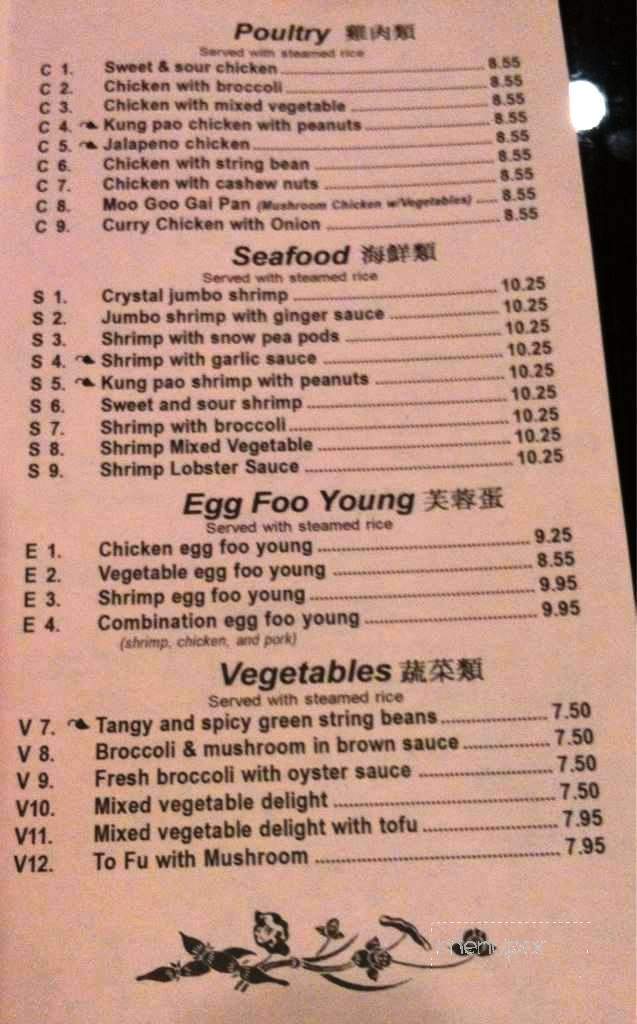 Poultry 雞肉類
Served with steamed rice
C 1. Sweet & sour chicken 8.55
C 2. Chicken with broccoli 8.55
C 3. Chicken with mixed vegetable 8.55
C 4. Kung pao chicken with peanuts 8.55
C 5. Jalapeno chicken 8.55
C 6. Chicken with string bean 8.55
C 7. Chicken with cashew nuts 8.55
C 8. Moo Goo Gai Pan (Mushroom Chicken w/Vegetables) 8.55
C 9. Curry Chicken with Onion 8.55
Seafood 海鮮類
Served with steamed rice
S 1. Crystal jumbo shrimp 10.25
S 2. Jumbo shrimp with ginger sauce 10.25
S 3. Shrimp with snow pea pods 10.25
S 4. Shrimp with garlic sauce 10.25
S 5. Kung pao shrimp with peanuts 10.25
S 6. Sweet and sour shrimp 10.25
S 7. Shrimp with broccoli 10.25
S 8. Shrimp Mixed Vegetable 10.25
S 9. Shrimp Lobster Sauce 10.25
Egg Foo Young 芙蓉蛋
Served with steamed rice
E 1. Chicken egg foo young 9.25
E 2. Vegetable egg foo young 8.55
E 3. Shrimp egg foo young 9.95
E 4. Combination egg foo young 9.95
(shrimp, chicken, and pork)
Vegetables 蔬菜類
Served with steamed rice
V 7. Tangy and spicy green string beans 7.50
V 8. Broccoli & mushroom in brown sauce 7.50
V 9. Fresh broccoli with oyster sauce 7.50
V10. Mixed vegetable delight 7.50
V11. Mixed vegetable delight with tofu 7.95
V12. To Fu with Mushroom 7.95